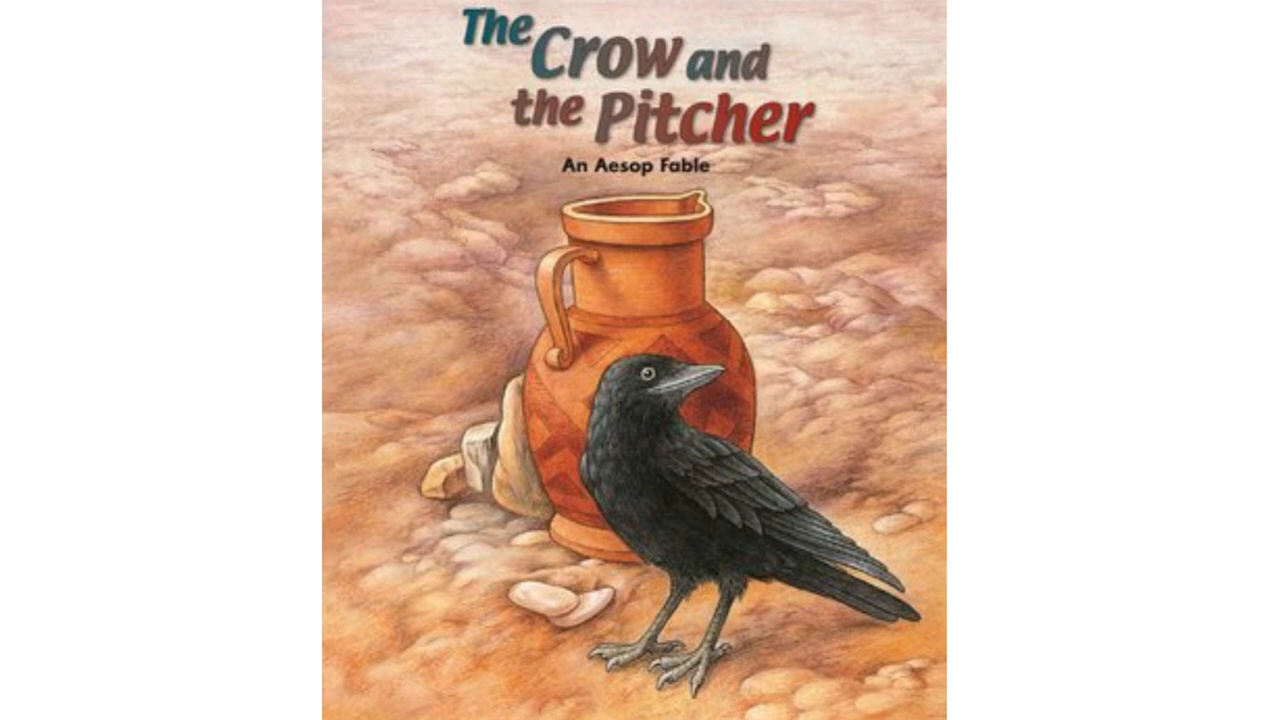 The Crow and
the Pitcher
An Aesop Fable